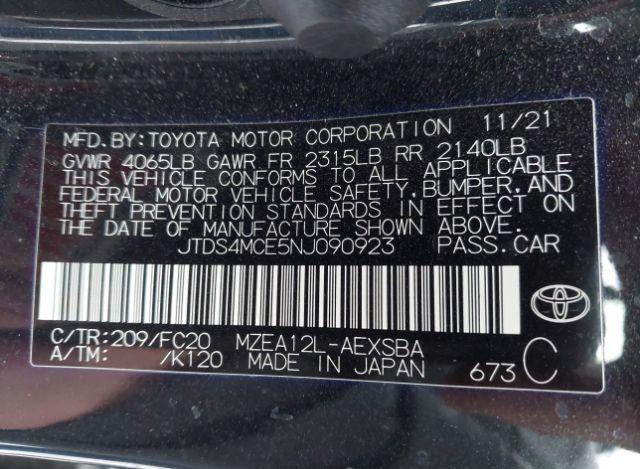 MFD.BY:TOYOTA MOTOR CORPORATION 11/21
GVWR 4065LB GAWR FR 2315LB RR 2140LB
THIS VEHICLE CONFORMS TO ALL APPLICABLE
FEDERAL MOTOR VEHICLE SAFETY,BUMPER,AND
THEFT PREVENTION STANDARDS IN EFFECT ON
THE DATE OF MANUFACTURE SHOWN ABOVE.
JTDS4MCE5NJ090923 PASS.CAR
C/TR:209/FC20 MZEA12L-AEXSBA
A/TM: /K120 MADE IN JAPAN 673 C